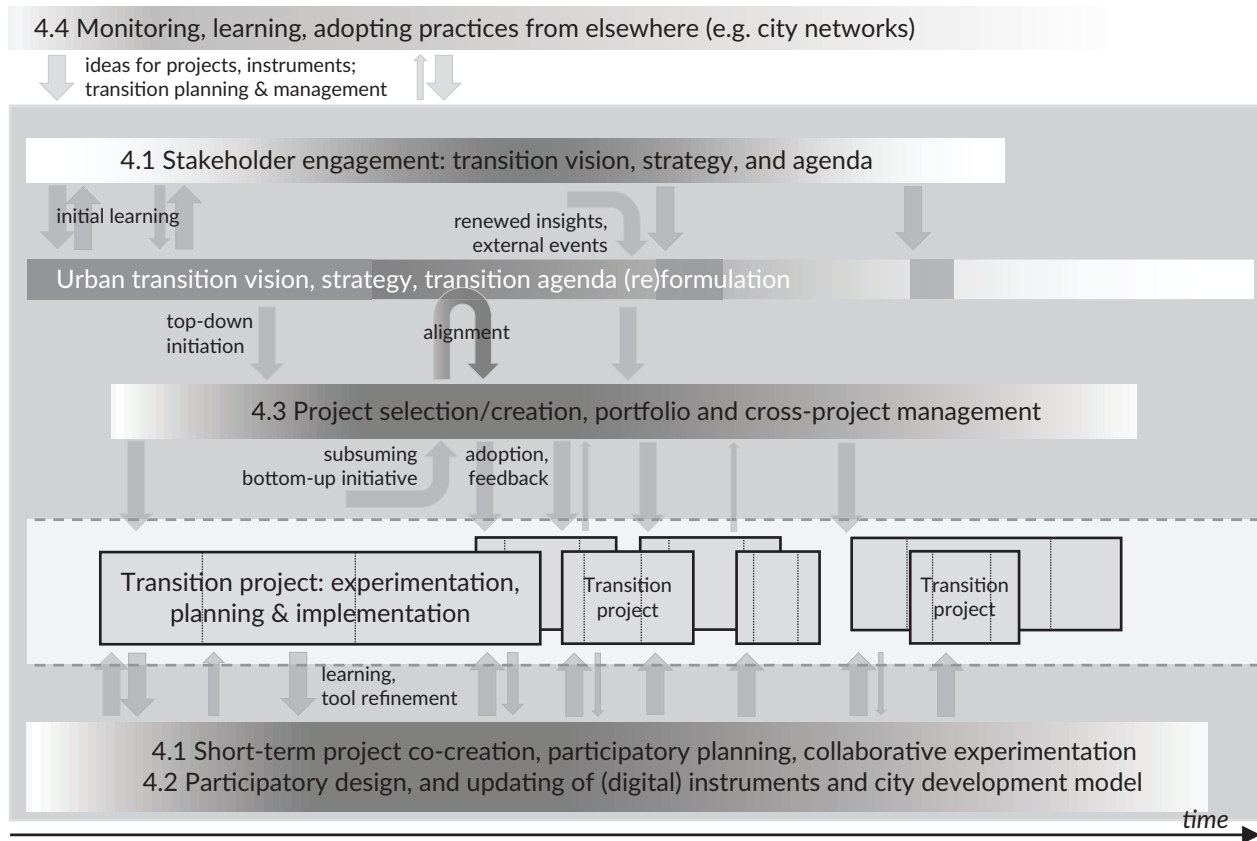 4.4 Monitoring, learning, adopting practices from elsewhere (e.g. city networks)
ideas for projects, instruments;
transition planning & management
4.1 Stakeholder engagement: transition vision, strategy, and agenda
initial learning
renewed insights,
external events
Urban transition vision, strategy, transition agenda (re)formulation
top-down
initiation
alignment
4.3 Project selection/creation, portfolio and cross-project management
subsuming
bottom-up initiative
adoption,
feedback
Transition project: experimentation,
planning & implementation
Transition
project
Transition
project
learning,
tool refinement
4.1 Short-term project co-creation, participatory planning, collaborative experimentation
4.2 Participatory design, and updating of (digital) instruments and city development model
time